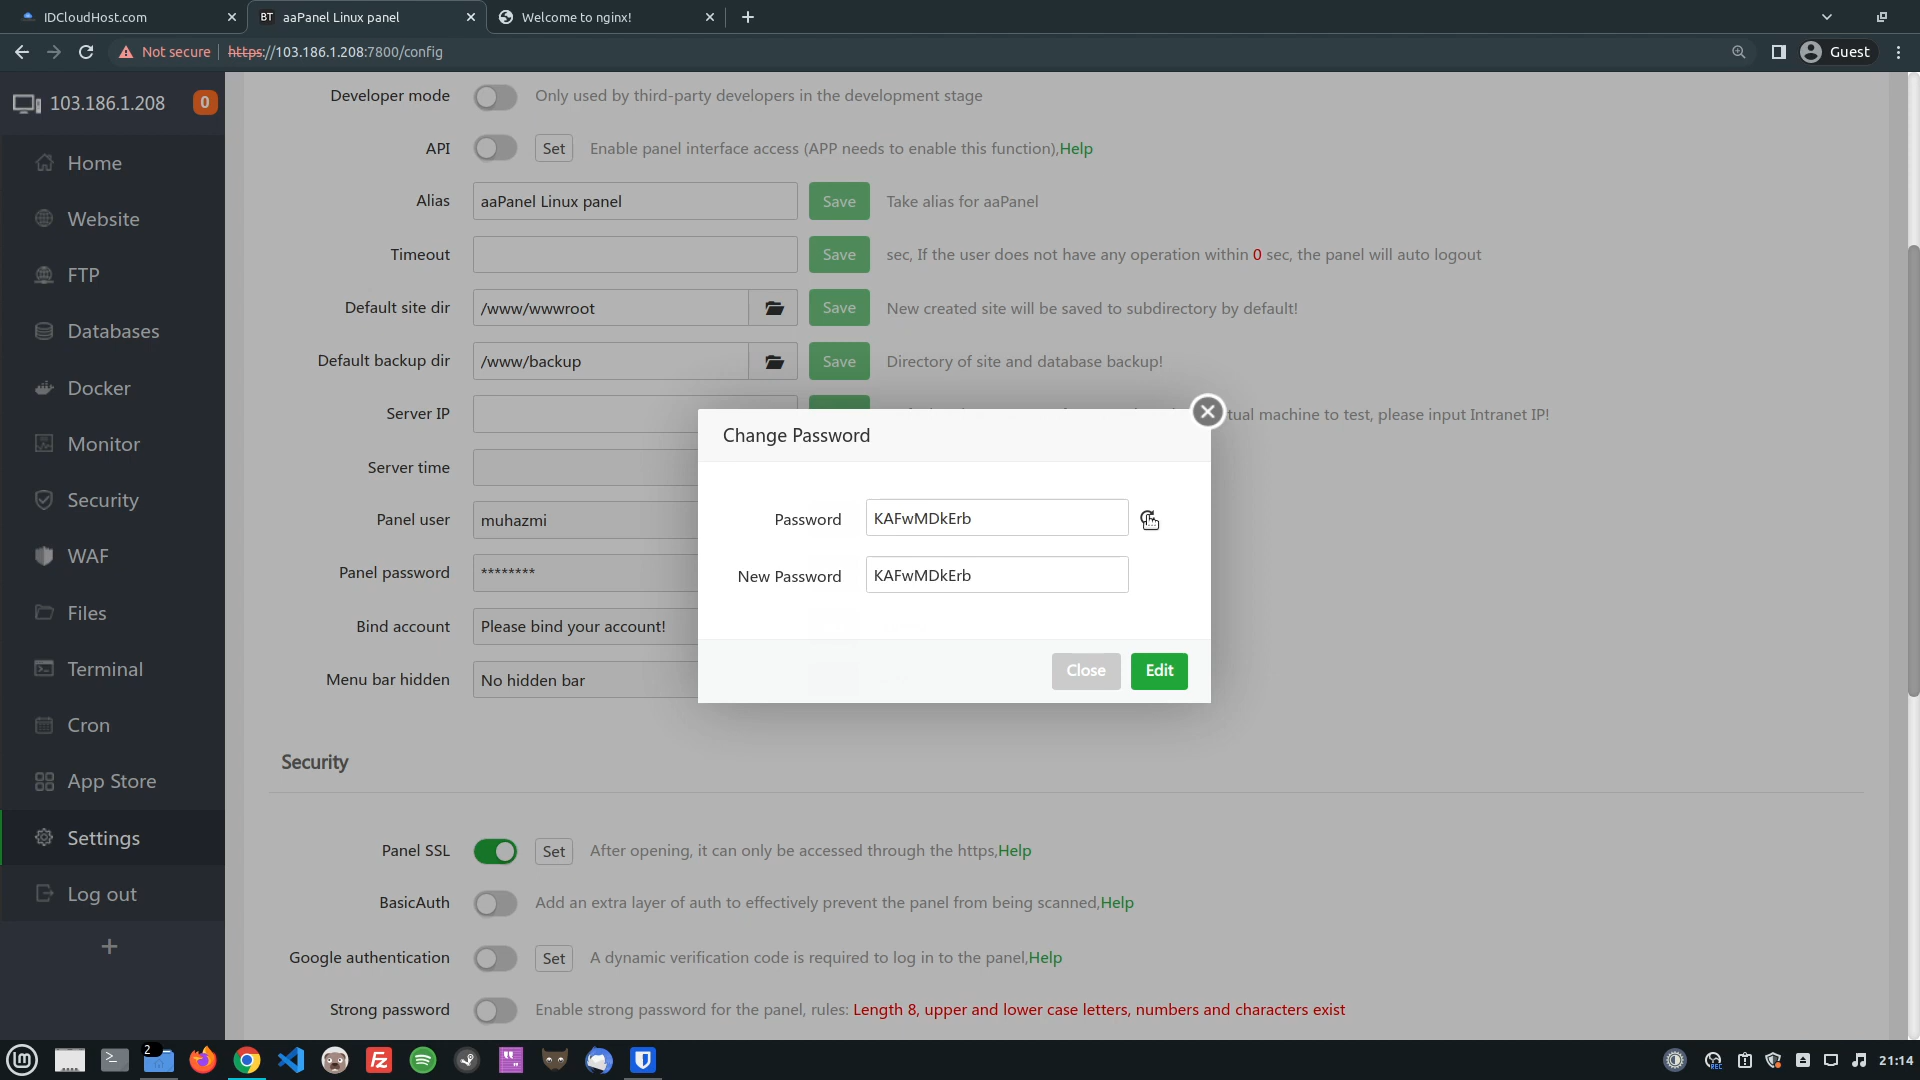 IDCloudHost.com
BT aaPanel Linux panel
Welcome to nginx!
Not secure https://103.186.1.208:7800/config
Guest
103.186.1.208 0
Home
Website
FTP
Databases
Docker
Monitor
Security
WAF
Files
Terminal
Cron
App Store
Settings
Log out
Developer mode Only used by third-party developers in the development stage
API Set Enable panel interface access (APP needs to enable this function),Help
Alias aaPanel Linux panel Save Take alias for aaPanel
Timeout Save sec, If the user does not have any operation within 0 sec, the panel will auto logout
Default site dir /www/wwwroot Save New created site will be saved to subdirectory by default!
Default backup dir /www/backup Save Directory of site and database backup!
Server IP machine to test, please input Intranet IP!
Server time
Panel user muhazmi
Panel password ********
Bind account Please bind your account!
Menu bar hidden No hidden bar
Change Password
Password KAFwMDkErb
New Password KAFwMDkErb
Close Edit
Security
Panel SSL Set After opening, it can only be accessed through the https,Help
BasicAuth Add an extra layer of auth to effectively prevent the panel from being scanned,Help
Google authentication Set A dynamic verification code is required to log in to the panel,Help
Strong password Enable strong password for the panel, rules: Length 8, upper and lower case letters, numbers and characters exist
2
REC
21:14